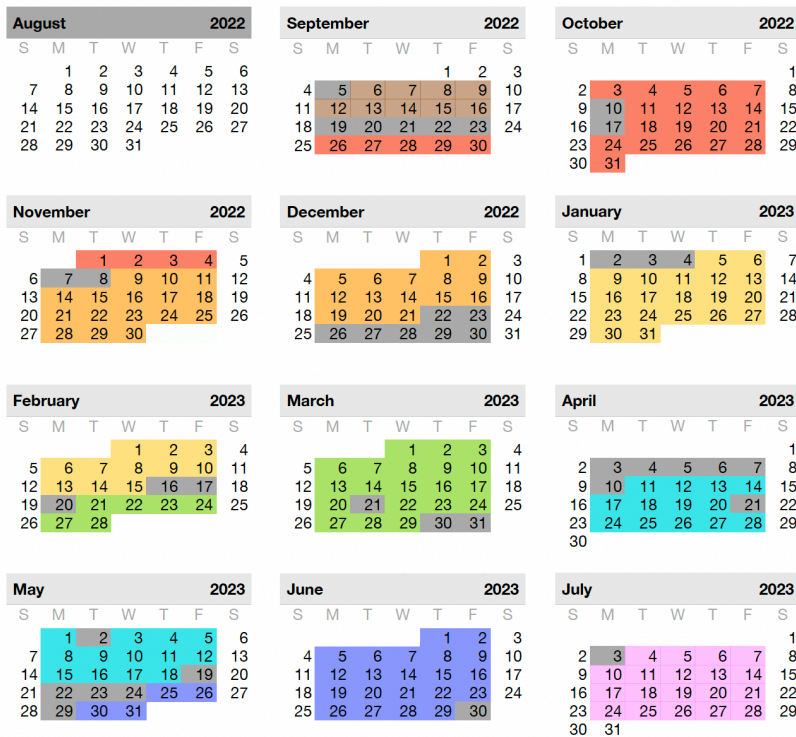 August 2022
S M T W T F S
1 2 3 4 5 6
7 8 9 10 11 12 13
14 15 16 17 18 19 20
21 22 23 24 25 26 27
28 29 30 31
September 2022
S M T W T F S
1 2 3
4 5 6 7 8 9 10
11 12 13 14 15 16 17
18 19 20 21 22 23 24
25 26 27 28 29 30
October 2022
S M T W T F S
1
2 3 4 5 6 7 8
9 10 11 12 13 14 15
16 17 18 19 20 21 22
23 24 25 26 27 28 29
30 31
November 2022
S M T W T F S
1 2 3 4 5
6 7 8 9 10 11 12
13 14 15 16 17 18 19
20 21 22 23 24 25 26
27 28 29 30
December 2022
S M T W T F S
1 2 3
4 5 6 7 8 9 10
11 12 13 14 15 16 17
18 19 20 21 22 23 24
25 26 27 28 29 30 31
January 2023
S M T W T F S
1 2 3 4 5 6 7
8 9 10 11 12 13 14
15 16 17 18 19 20 21
22 23 24 25 26 27 28
29 30 31
February 2023
S M T W T F S
1 2 3 4
5 6 7 8 9 10 11
12 13 14 15 16 17 18
19 20 21 22 23 24 25
26 27 28
March 2023
S M T W T F S
1 2 3 4
5 6 7 8 9 10 11
12 13 14 15 16 17 18
19 20 21 22 23 24 25
26 27 28 29 30 31
April 2023
S M T W T F S
1
2 3 4 5 6 7 8
9 10 11 12 13 14 15
16 17 18 19 20 21 22
23 24 25 26 27 28 29
30
May 2023
S M T W T F S
1 2 3 4 5 6
7 8 9 10 11 12 13
14 15 16 17 18 19 20
21 22 23 24 25 26 27
28 29 30 31
June 2023
S M T W T F S
1 2 3
4 5 6 7 8 9 10
11 12 13 14 15 16 17
18 19 20 21 22 23 24
25 26 27 28 29 30
July 2023
S M T W T F S
1
2 3 4 5 6 7 8
9 10 11 12 13 14 15
16 17 18 19 20 21 22
23 24 25 26 27 28 29
30 31